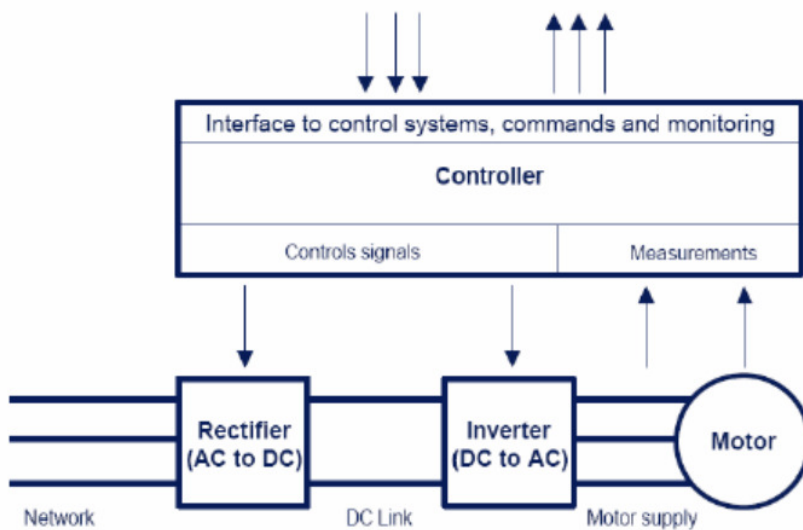 Interface to control systems, commands and monitoring
Controller
Controls signals
Measurements
Rectifier
(AC to DC)
Inverter
(DC to AC)
Motor
Network
DC Link
Motor supply